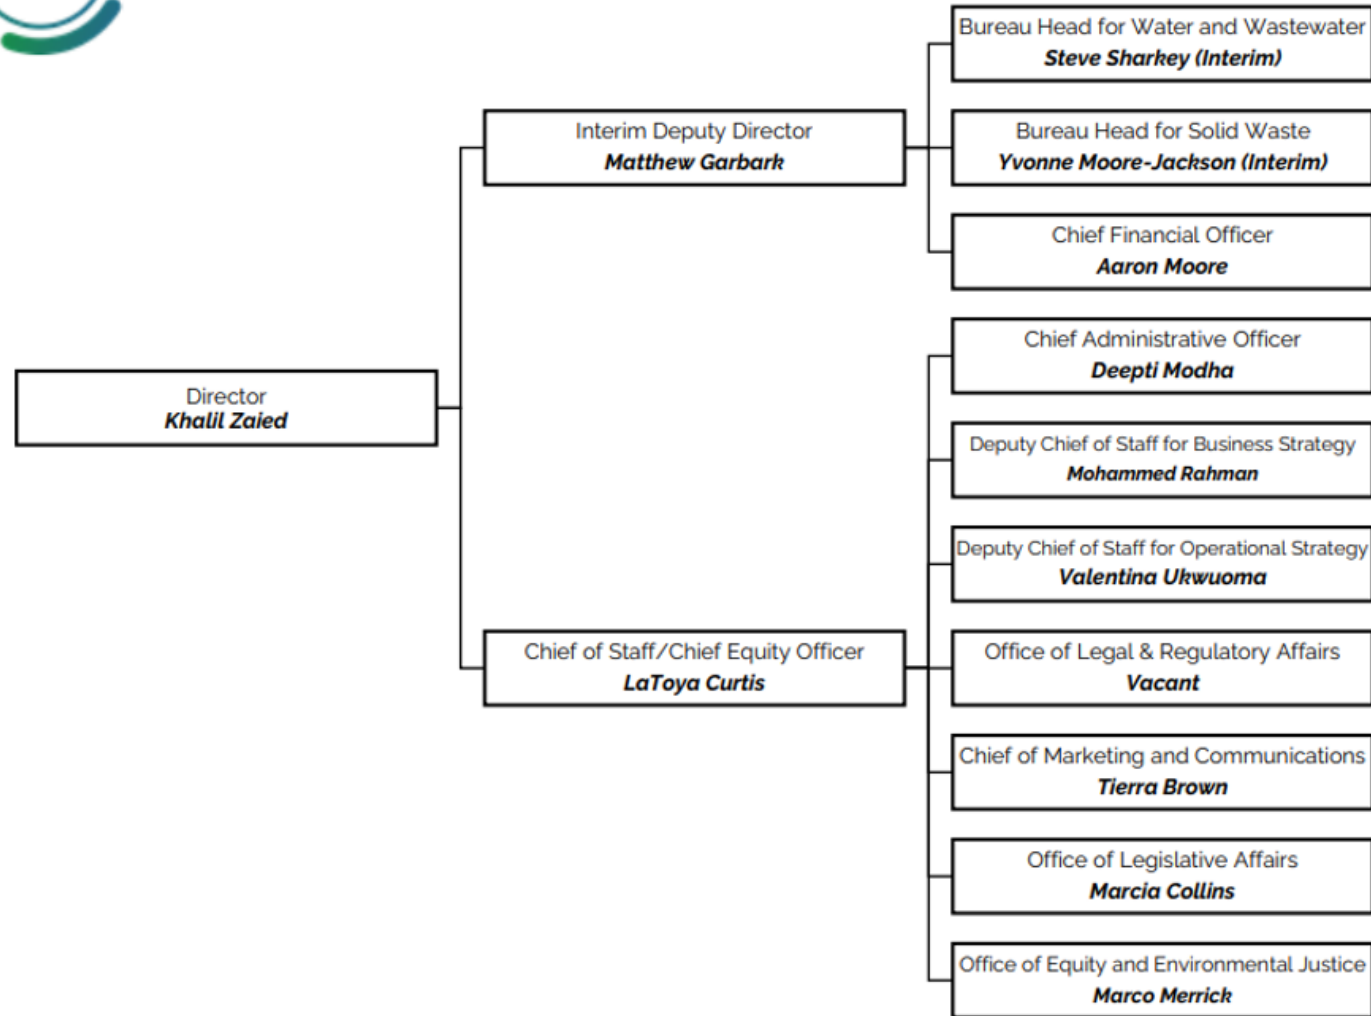 Bureau Head for Water and Wastewater
Steve Sharkey (Interim)
Interim Deputy Director
Matthew Garbark
Bureau Head for Solid Waste
Yvonne Moore-Jackson (Interim)
Chief Financial Officer
Aaron Moore
Chief Administrative Officer
Deepti Modha
Director
Khalil Zaied
Deputy Chief of Staff for Business Strategy
Mohammed Rahman
Deputy Chief of Staff for Operational Strategy
Valentina Ukwuoma
Chief of Staff/Chief Equity Officer
LaToya Curtis
Office of Legal & Regulatory Affairs
Vacant
Chief of Marketing and Communications
Tierra Brown
Office of Legislative Affairs
Marcia Collins
Office of Equity and Environmental Justice
Marco Merrick